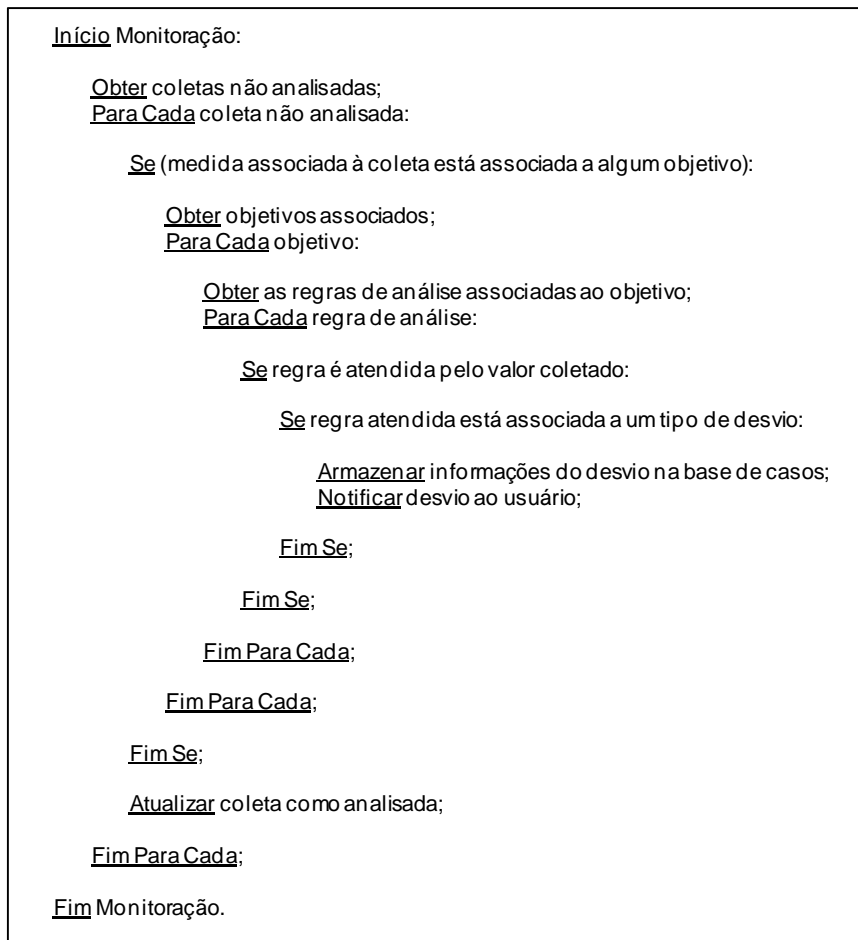 Início Monitoração:
Obter coletas não analisadas;
Para Cada coleta não analisada:
Se (medida associada à coleta está associada a algum objetivo):
Obter objetivos associados;
Para Cada objetivo:
Obter as regras de análise associadas ao objetivo;
Para Cada regra de análise:
Se regra é atendida pelo valor coletado:
Se regra atendida está associada a um tipo de desvio:
Armazenar informações do desvio na base de casos;
Notificar desvio ao usuário;
Fim Se;
Fim Se;
Fim Para Cada;
Fim Para Cada;
Fim Se;
Atualizar coleta como analisada;
Fim Para Cada;
Fim Monitoração.